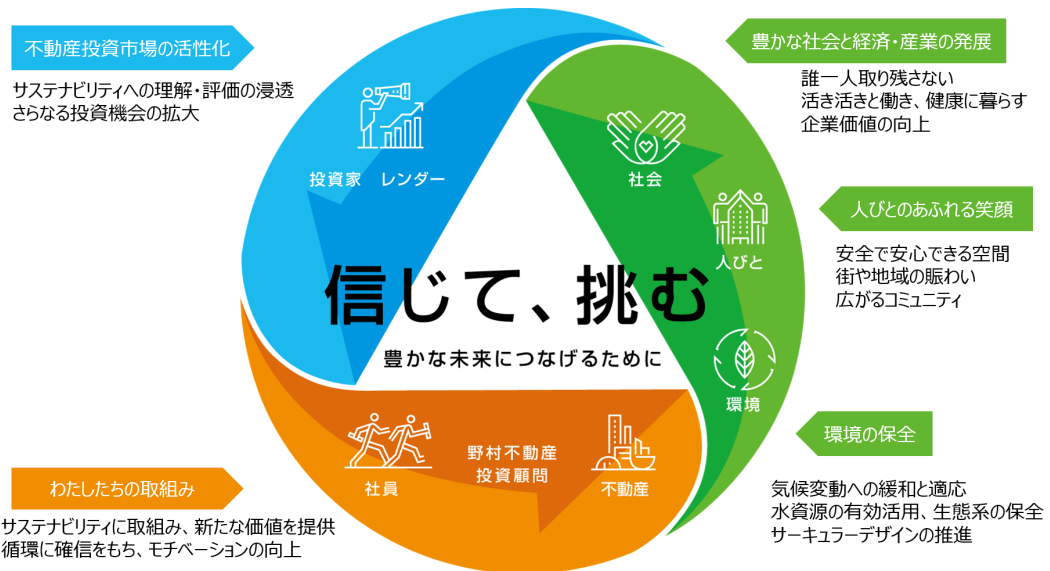 不動産投資市場の活性化
サステナビリティへの理解・評価の浸透
さらなる投資機会の拡大
投資家 レンダー
豊かな社会と経済・産業の発展
誰一人取り残さない
活き活きと働き、健康に暮らす
企業価値の向上
社会
人びとのあふれる笑顔
安全で安心できる空間
街や地域の賑わい
広がるコミュニティ
人びと
信じて、挑む
豊かな未来につなげるために
環境
環境の保全
気候変動への緩和と適応
水資源の有効活用、生態系の保全
サーキュラーデザインの推進
わたしたちの取組み
サステナビリティに取組み、新たな価値を提供
循環に確信をもち、モチベーションの向上
社員
野村不動産
投資顧問
不動産